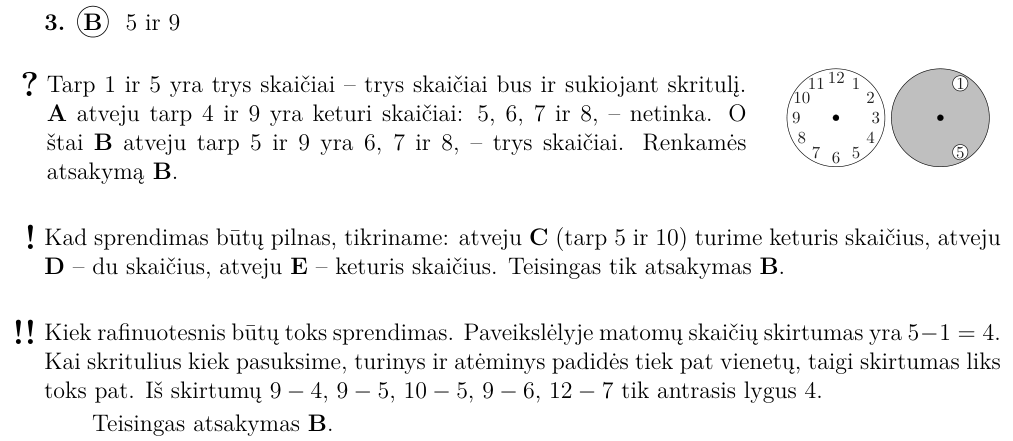 3. B 5 ir 9
? Tarp 1 ir 5 yra trys skaičiai – trys skaičiai bus ir sukiojant skritulį.
A atveju tarp 4 ir 9 yra keturi skaičiai: 5, 6, 7 ir 8, – netinka. O
štai B atveju tarp 5 ir 9 yra 6, 7 ir 8, – trys skaičiai. Renkamės
atsakymą B.
12
11 1
10 2
9 3
8 4
7 5
6
1
5
! Kad sprendimas būtų pilnas, tikriname: atveju C (tarp 5 ir 10) turime keturis skaičius, atveju
D – du skaičius, atveju E – keturis skaičius. Teisingas tik atsakymas B.
!! Kiek rafinuotesnis būtų toks sprendimas. Paveikslėlyje matomų skaičių skirtumas yra 5−1 = 4.
Kai skritulius kiek pasuksime, turinys ir atėminys padidės tiek pat vienetų, taigi skirtumas liks
toks pat. Iš skirtumų 9 − 4, 9 − 5, 10 − 5, 9 − 6, 12 − 7 tik antrasis lygus 4.
Teisingas atsakymas B.